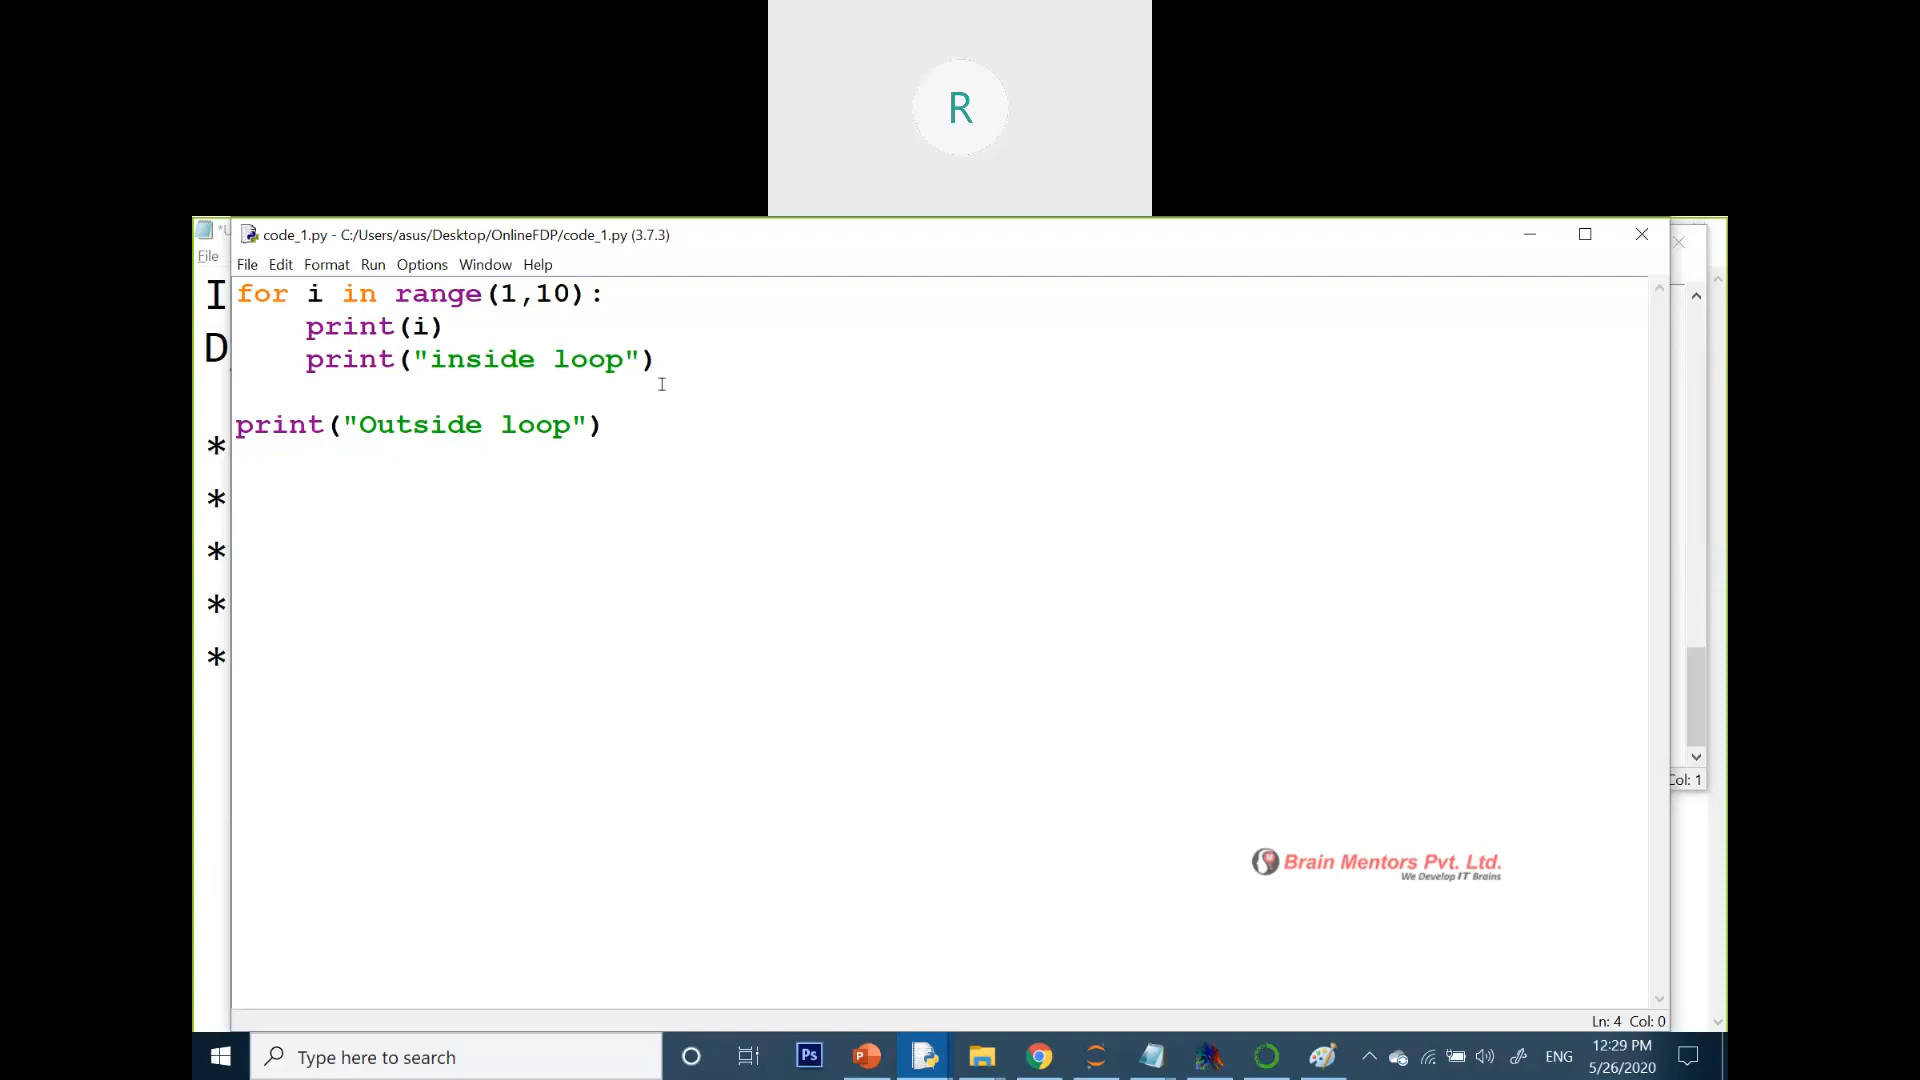 R
code_1.py - C:/Users/asus/Desktop/OnlineFDP/code_1.py (3.7.3)
File Edit Format Run Options Window Help
File
I
D
*
*
*
*
*
for i in range(1,10):
print(i)
print("inside loop")
print("Outside loop")
Col: 1
Brain Mentors Pvt. Ltd.
We Develop IT Brains
Ln: 4 Col: 0
Type here to search
Ps
ENG
12:29 PM
5/26/2020